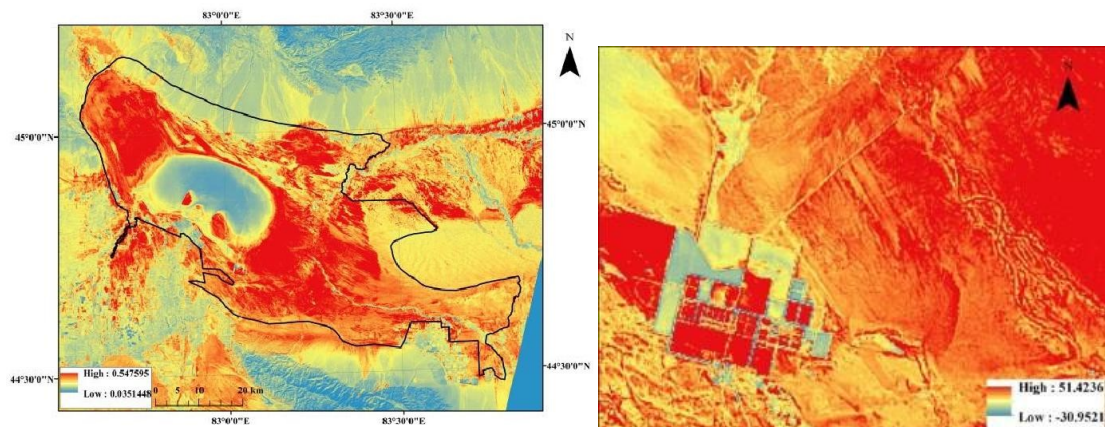 83°0'0"E 83°30'0"E
N
45°0'0"N
45°0'0"N
N
44°30'0"N
44°30'0"N
High : 0.547595
Low : 0.0351448
0 5 10 20 km
83°0'0"E 83°30'0"E
High : 51.4236
Low : -30.9521